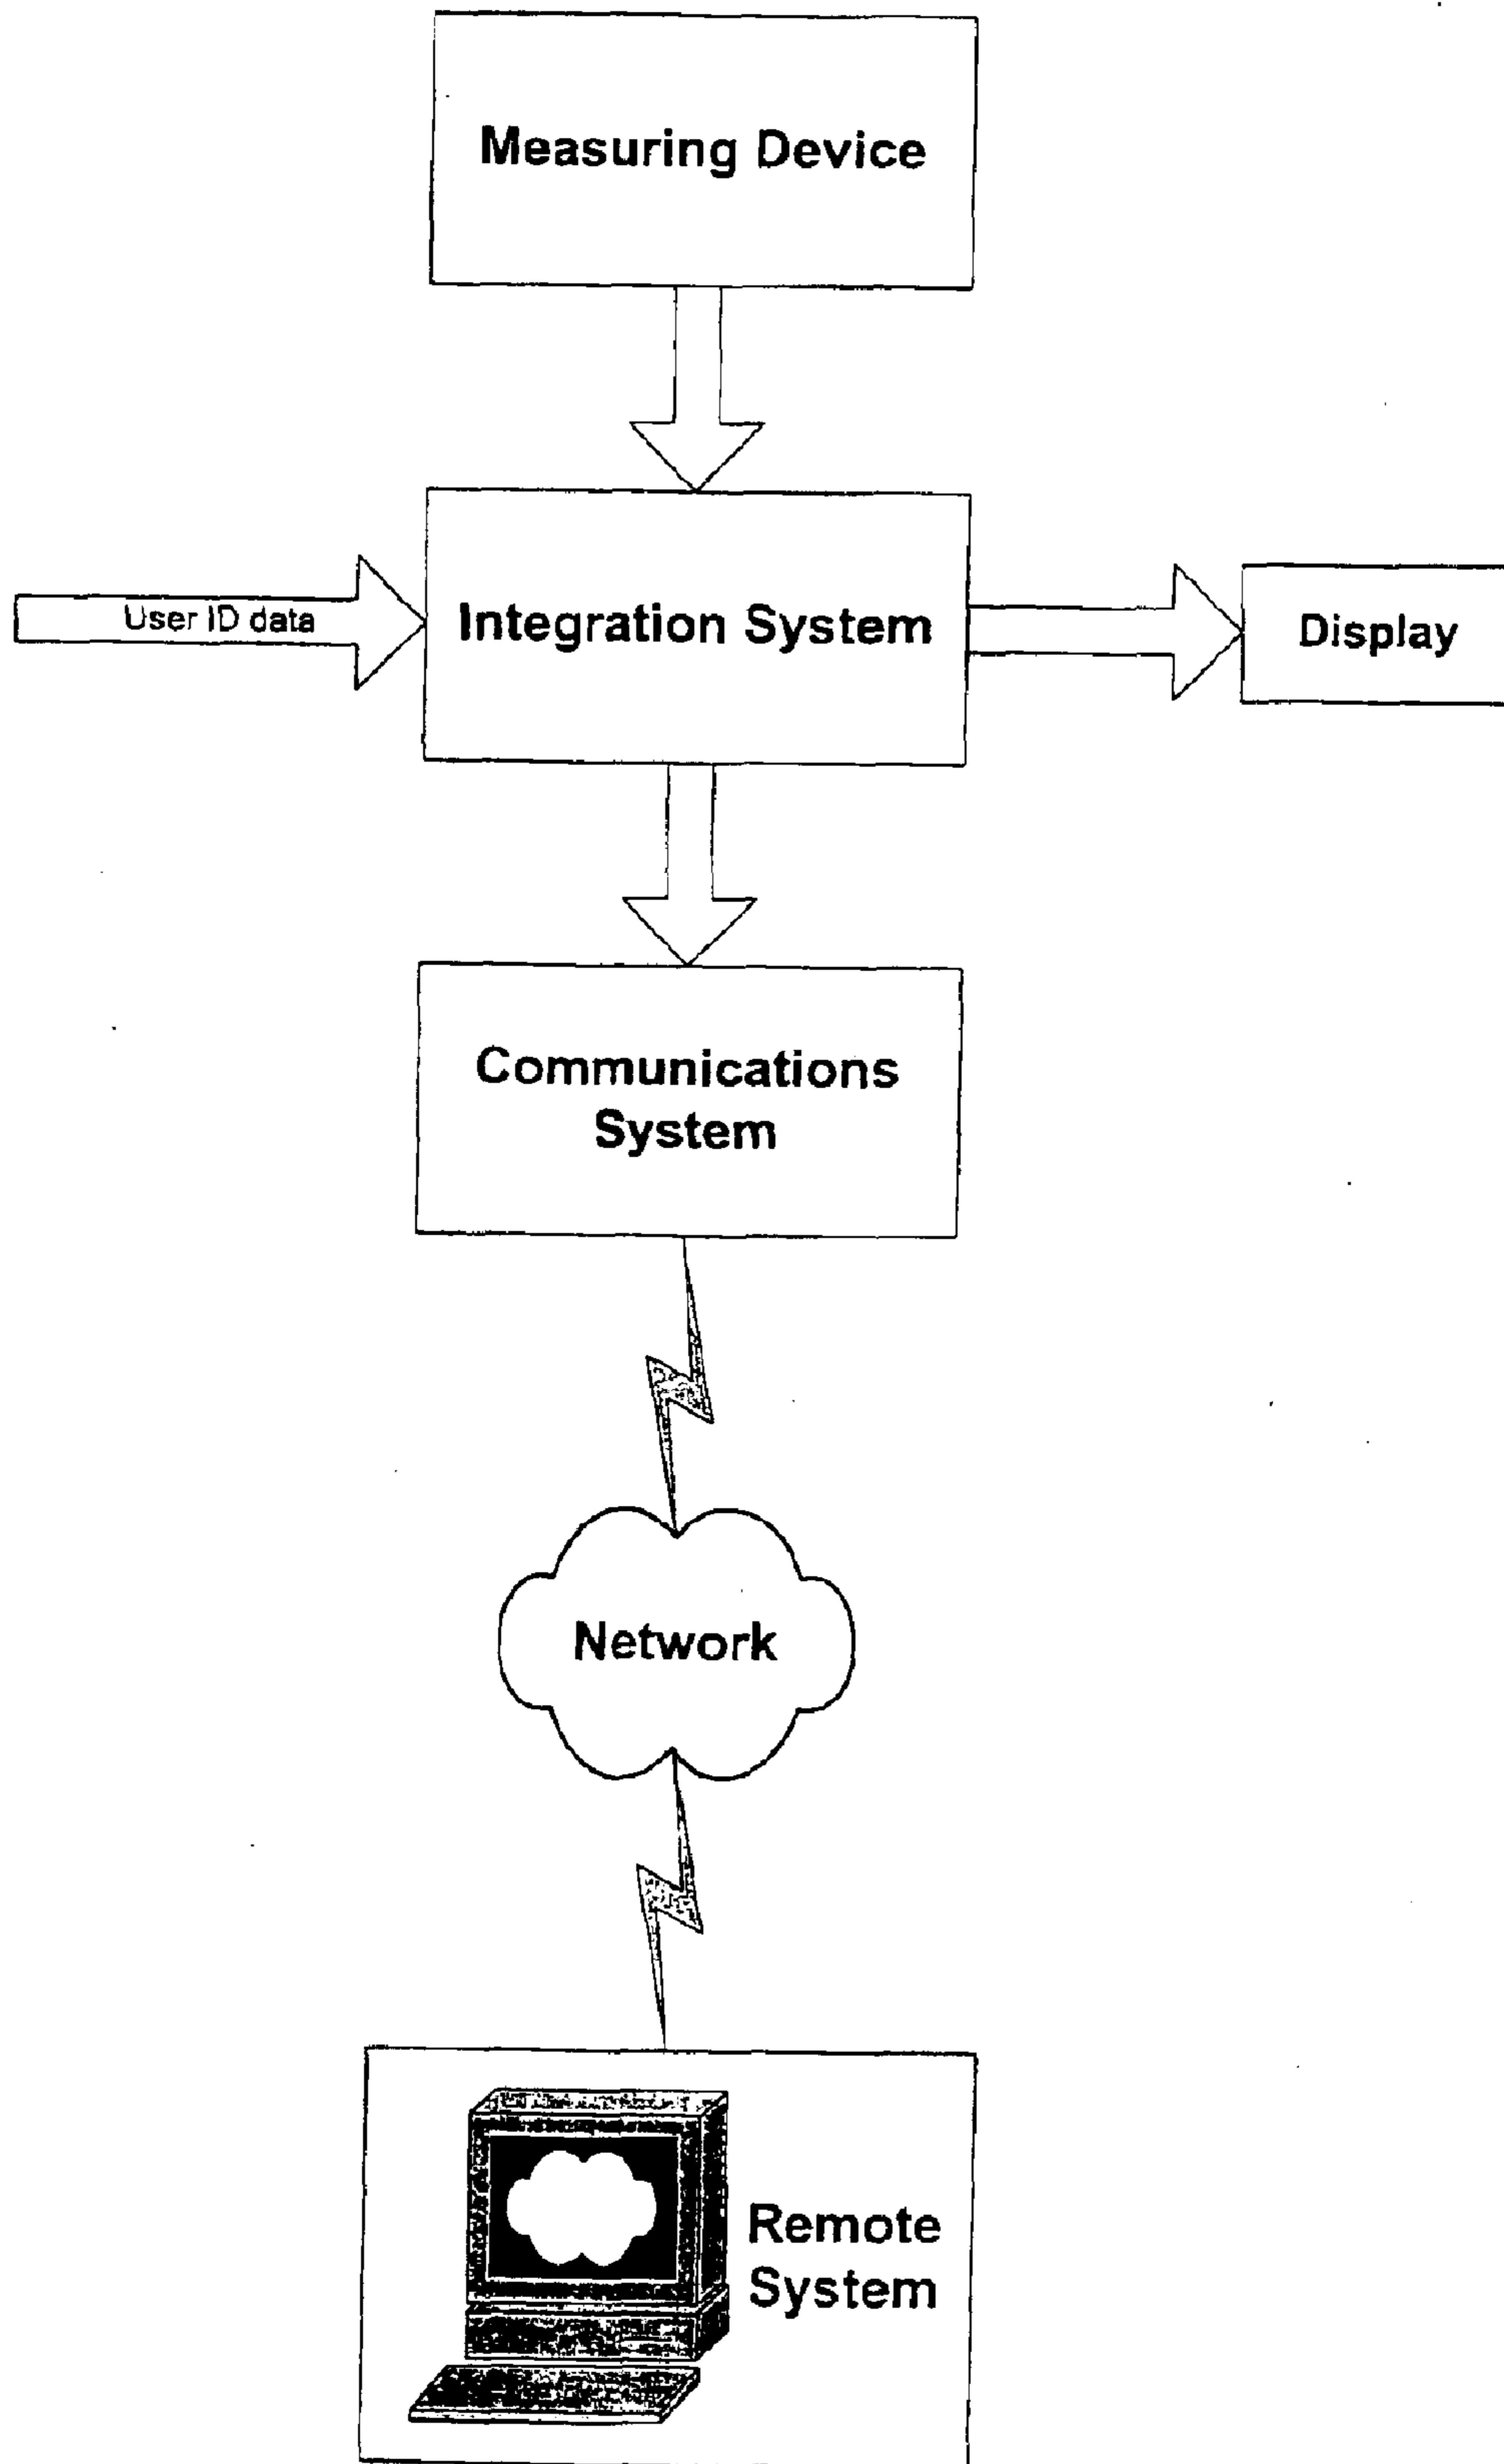 Measuring Device
User ID data
Integration System
Display
Communications
System
Network
Remote
System